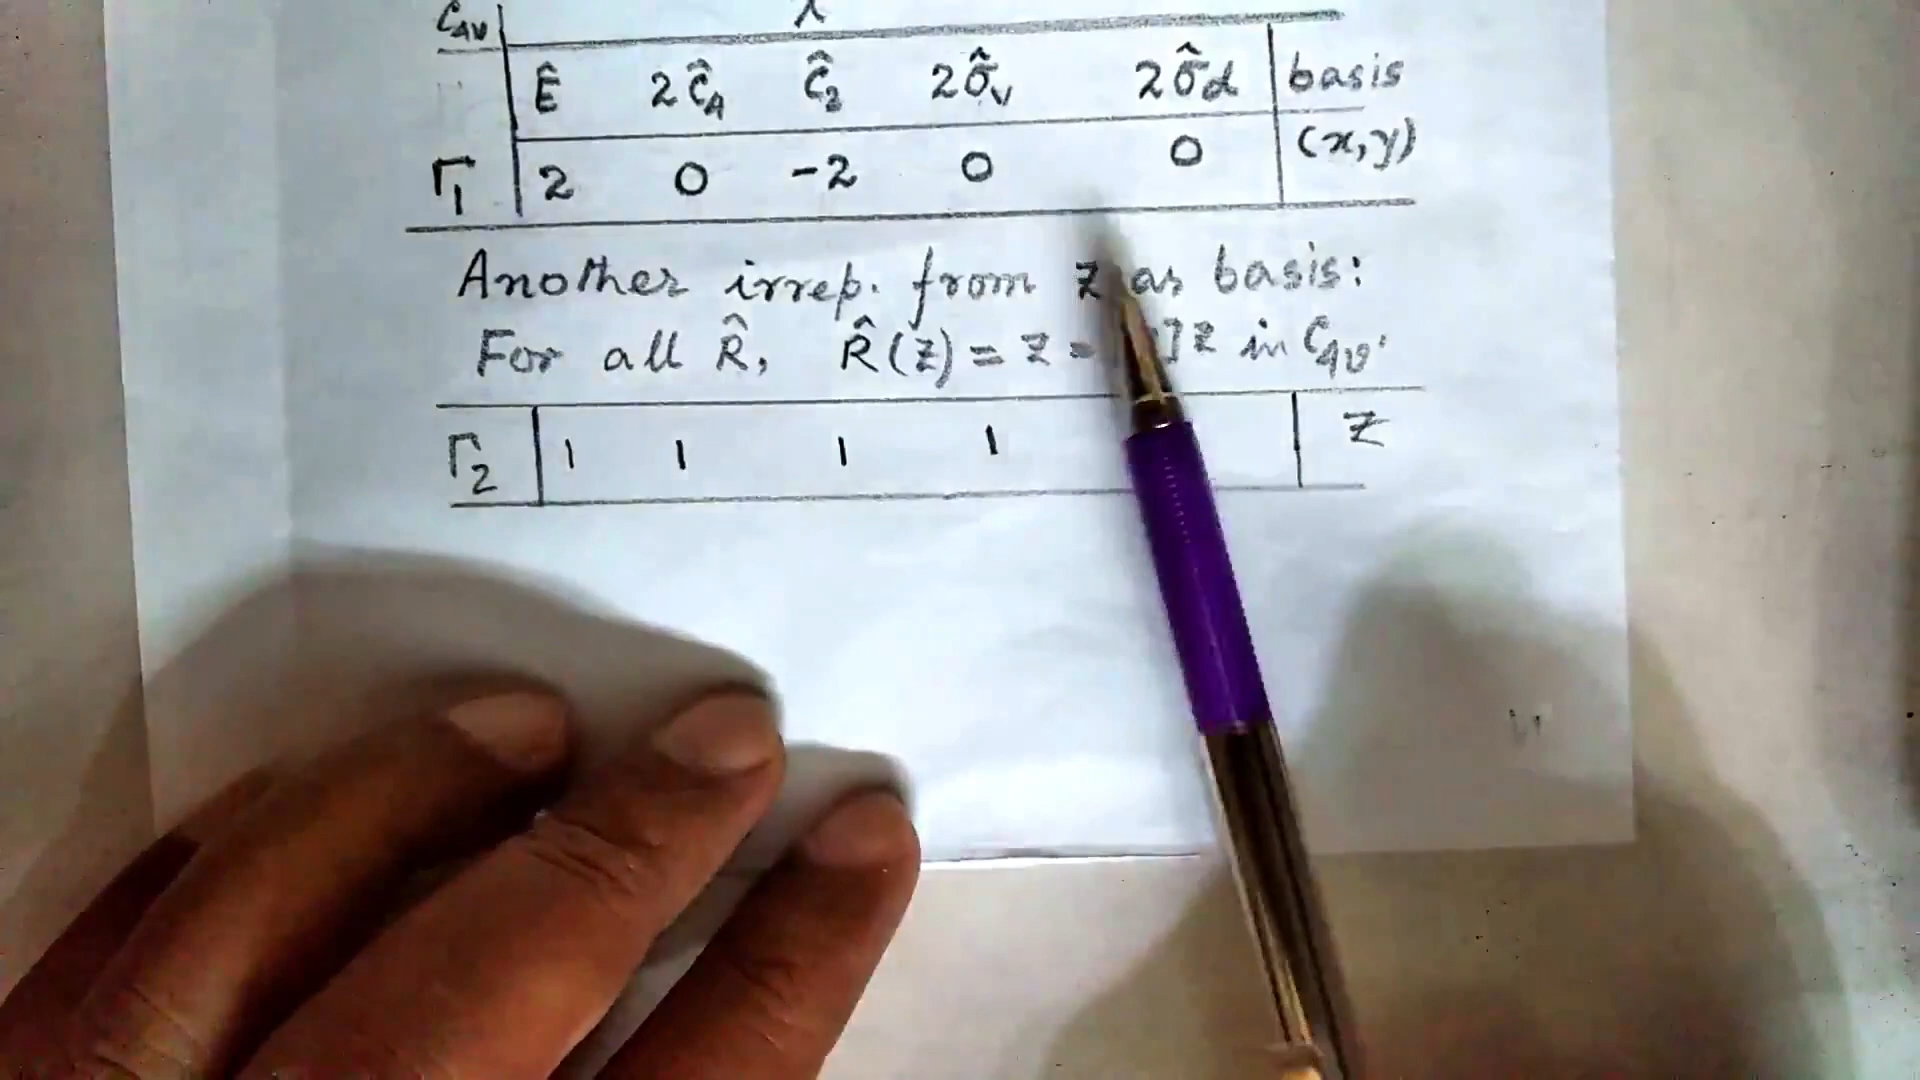 C₄ᵥ
Ê 2Ĉ₄ Ĉ₂ 2σ̂ᵥ 2σ̂d basis
Γ₁ 2 0 -2 0 0 (x,y)
Another irrep. from z as basis:
For all R̂, R̂(z) = z = ]z in C₄ᵥ.
Γ₂ 1 1 1 1 z